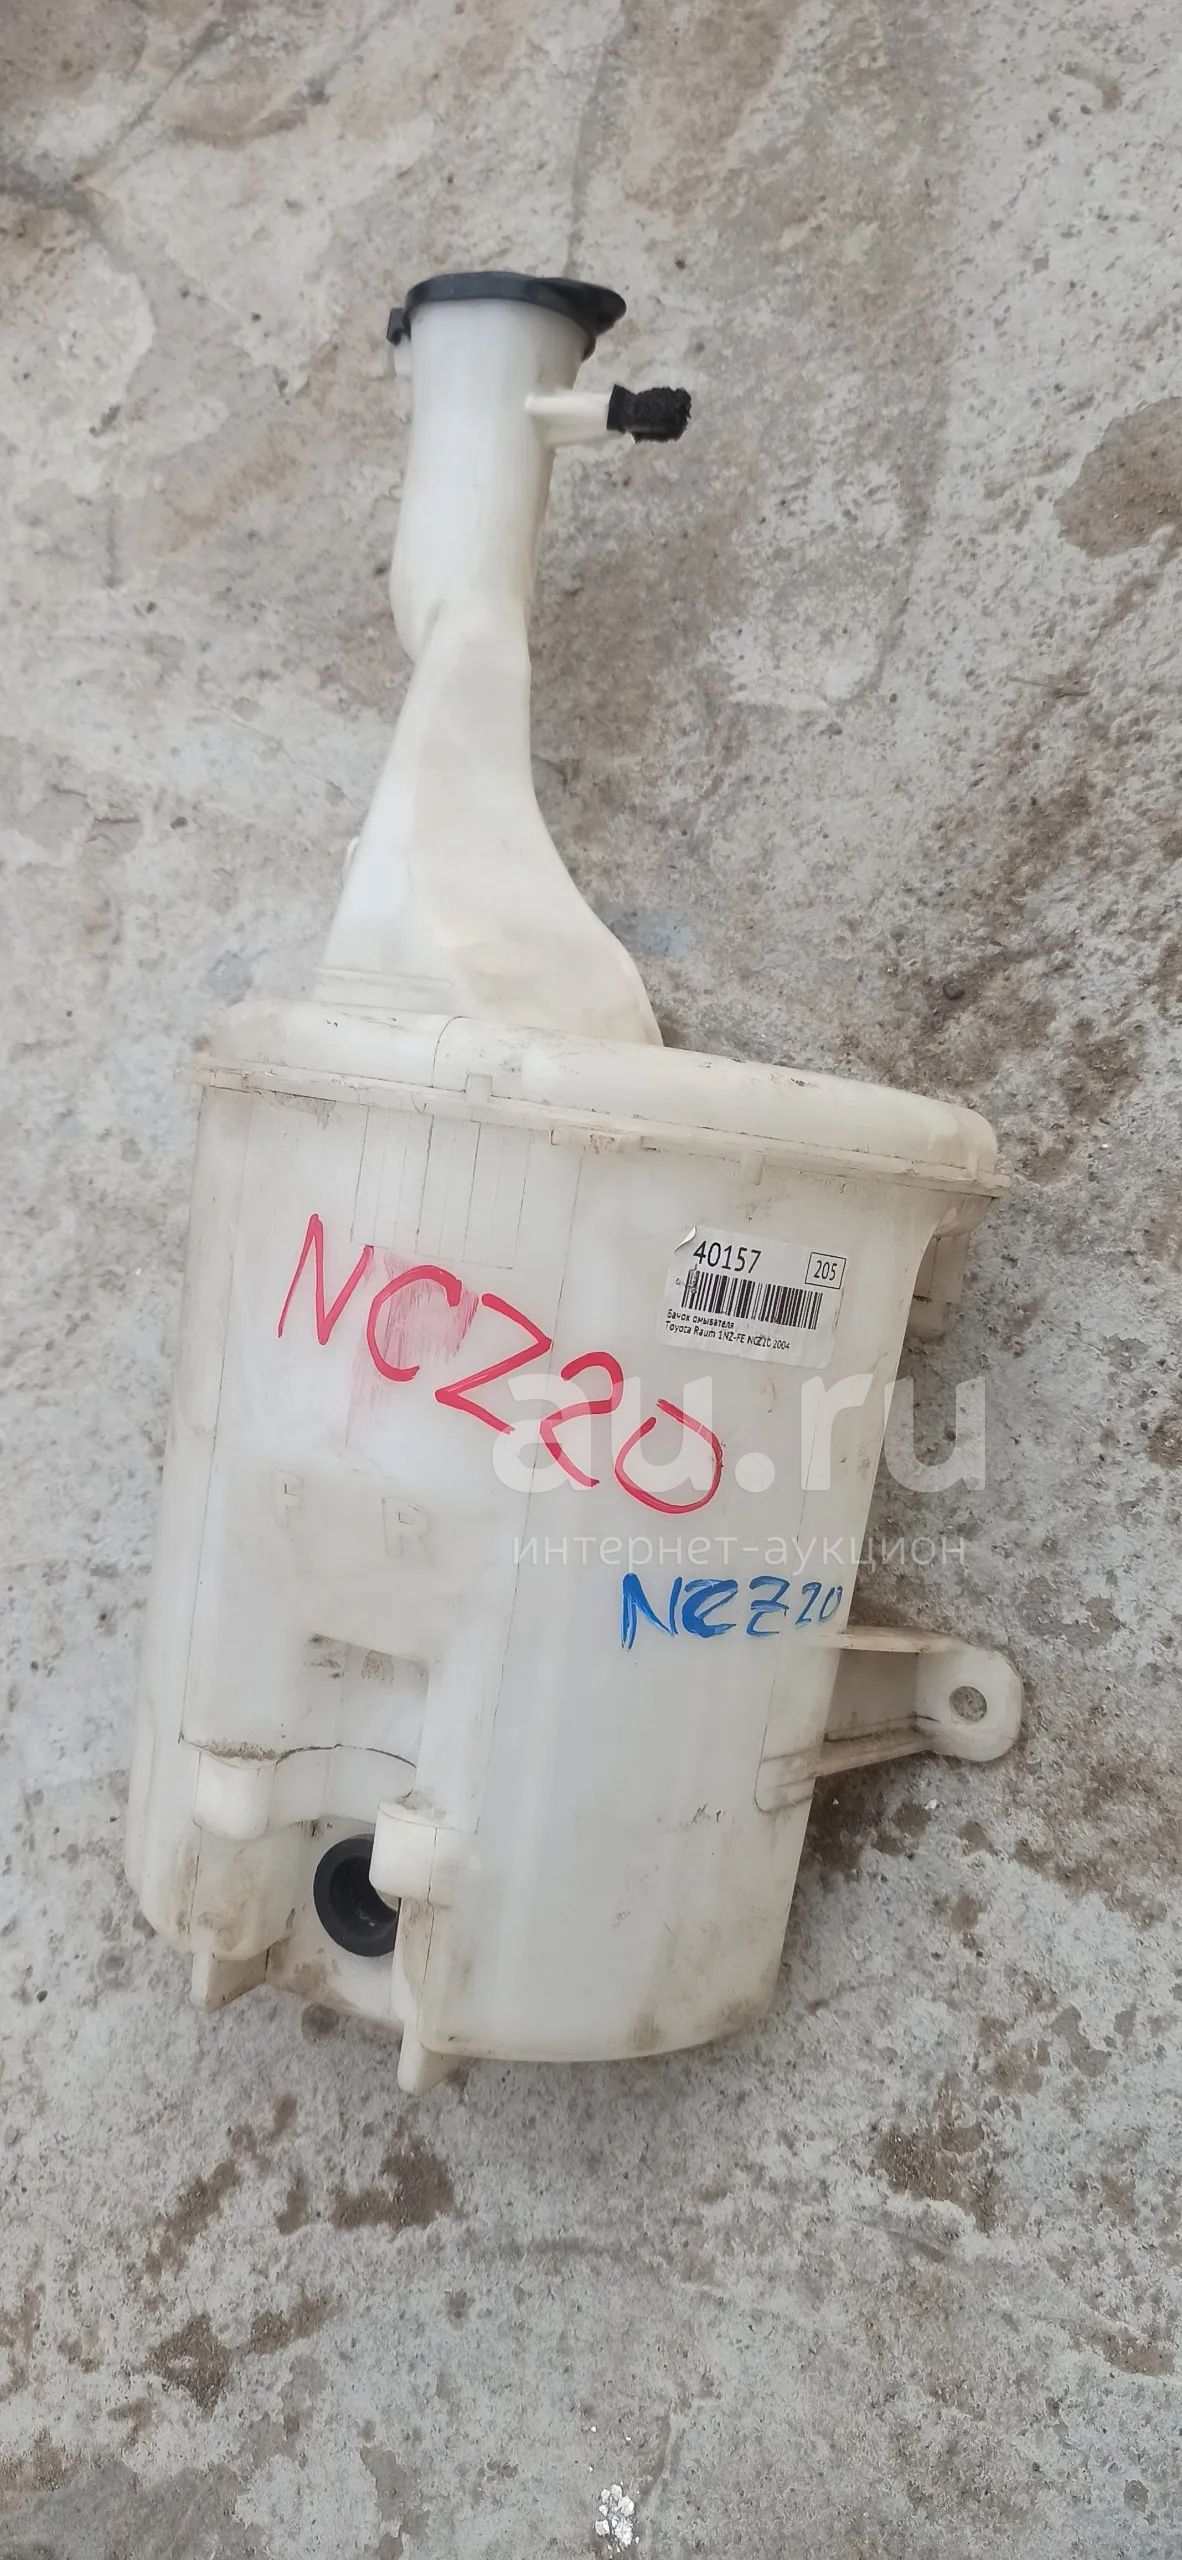 40157
205
Бачок омывателя
Toyota Raum 1NZ-FE NCZ20 2004
NCZ20
au.ru
F R
интернет-аукцион
NCZ20